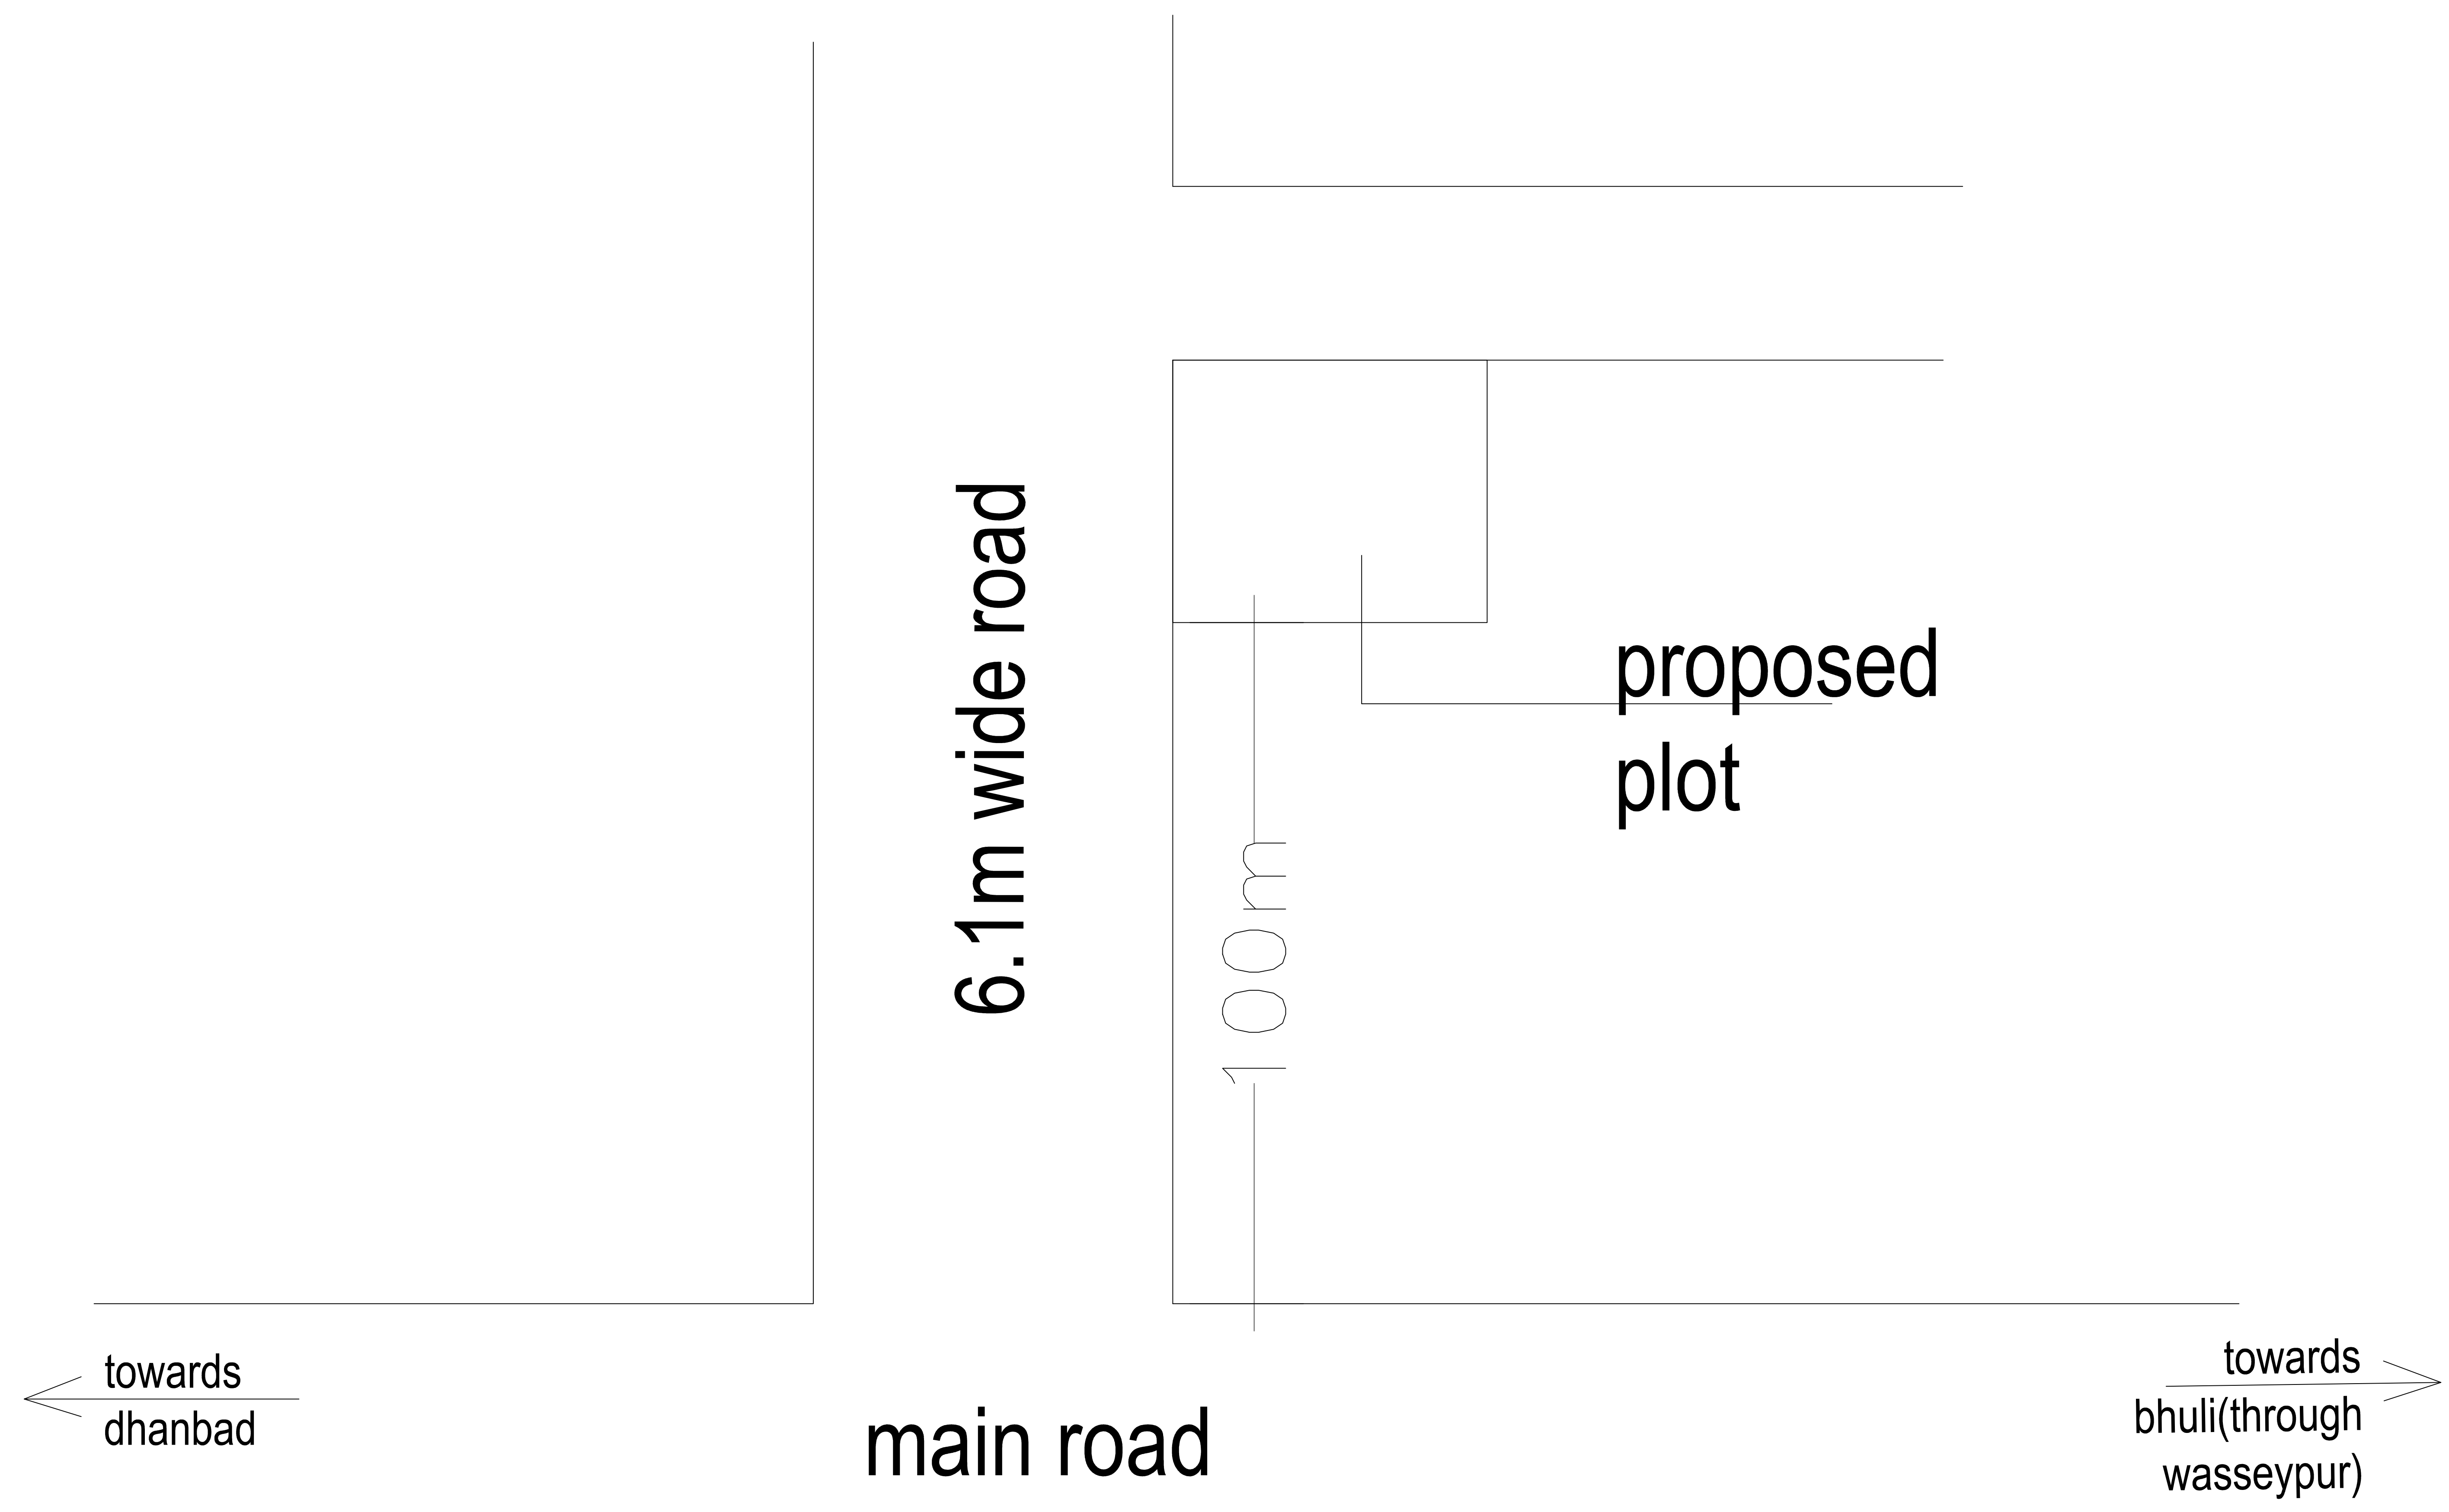 6.1m wide road
proposed
plot
100m
towards
dhanbad
main road
towards
bhuli(through
wasseypur)